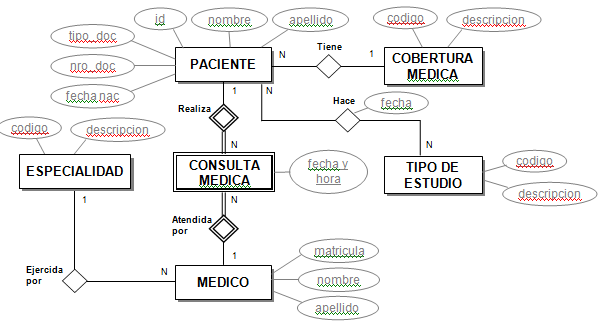 id
nombre
apellido
codigo
descripcion
tipo_doc
PACIENTE
N
Tiene
1
COBERTURA
MEDICA
nro_doc
fecha nac
1
N
Hace
fecha
Realiza
codigo
descripcion
N
N
ESPECIALIDAD
CONSULTA
MEDICA
fecha y
hora
TIPO DE
ESTUDIO
codigo
descripcion
1
N
Atendida
por
matricula
1
Ejercida
por
N
MEDICO
nombre
apellido